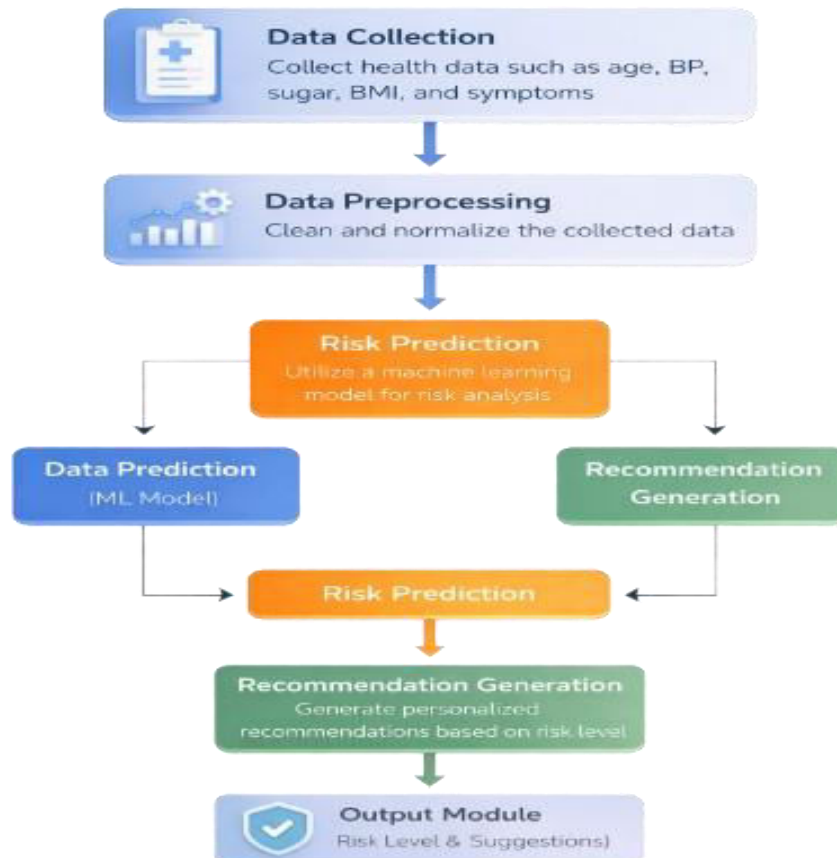 Data Collection
Collect health data such as age, BP,
sugar, BMI, and symptoms
Data Preprocessing
Clean and normalize the collected data
Risk Prediction
Utilize a machine learning
model for risk analysis
Data Prediction
(ML Model)
Recommendation
Generation
Risk Prediction
Recommendation Generation
Generate personalized
recommendations based on risk level
Output Module
Risk Level & Suggestions)